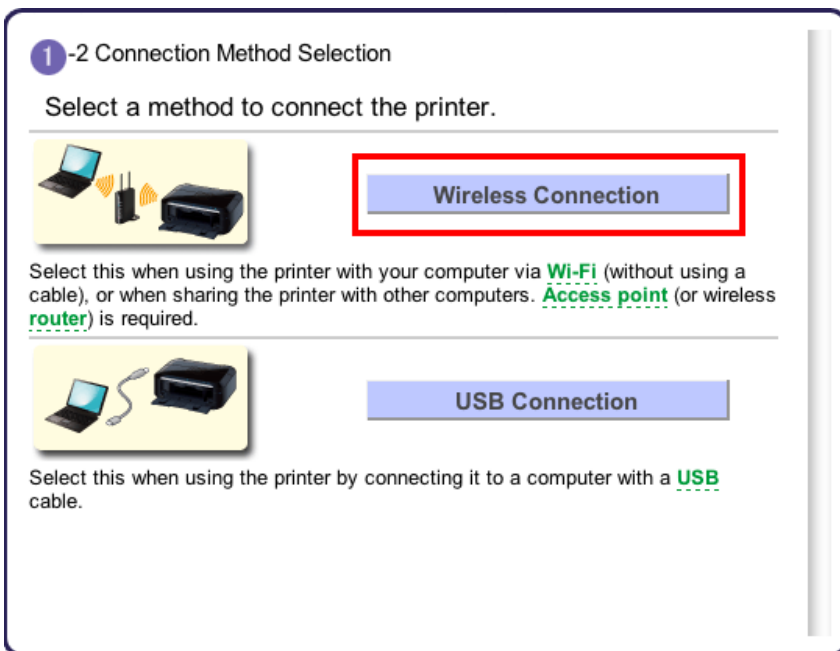 1-2 Connection Method Selection
Select a method to connect the printer.
Wireless Connection
Select this when using the printer with your computer via Wi-Fi (without using a
cable), or when sharing the printer with other computers. Access point (or wireless
router) is required.
USB Connection
Select this when using the printer by connecting it to a computer with a USB
cable.